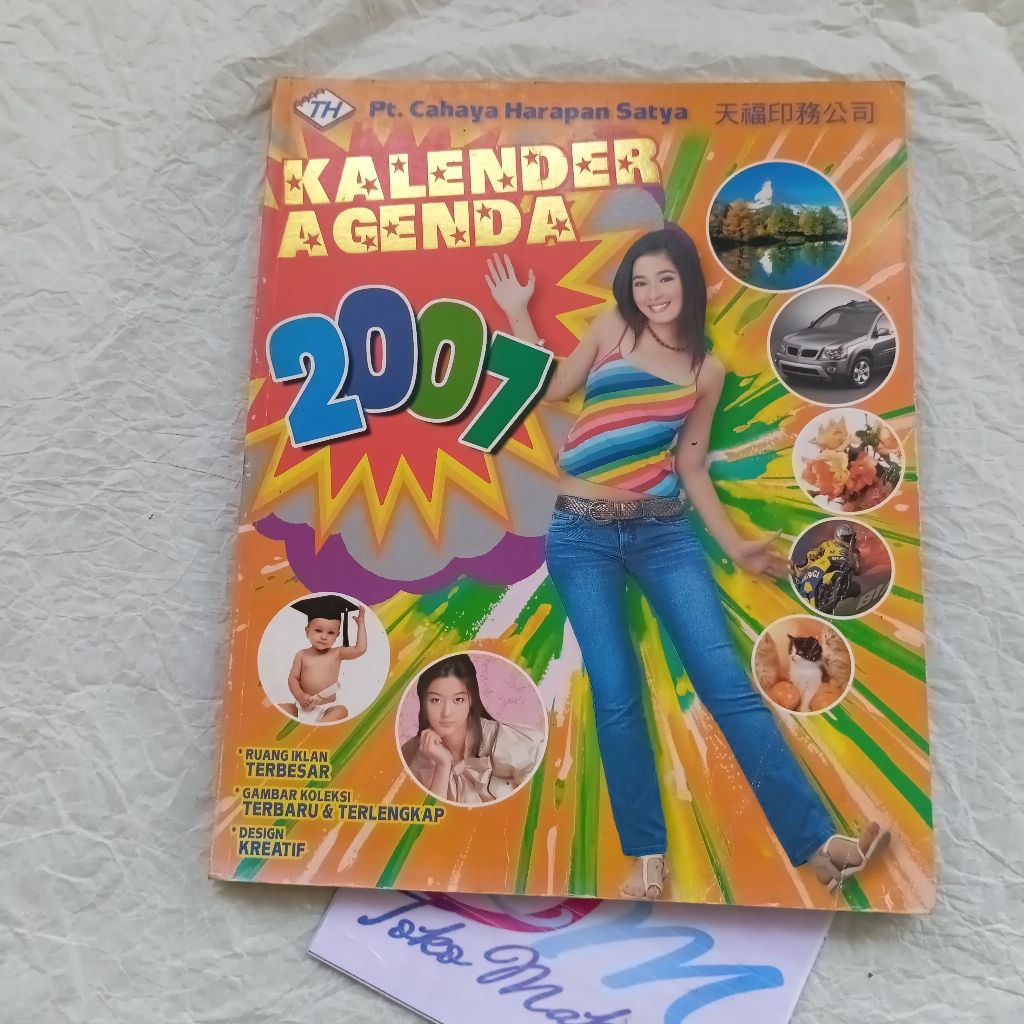 TH Pt. Cahaya Harapan Satya 天福印務公司
KALENDER
AGENDA
2007
* RUANG IKLAN
TERBESAR
* GAMBAR KOLEKSI
TERBARU & TERLENGKAP
* DESIGN
KREATIF
Toko